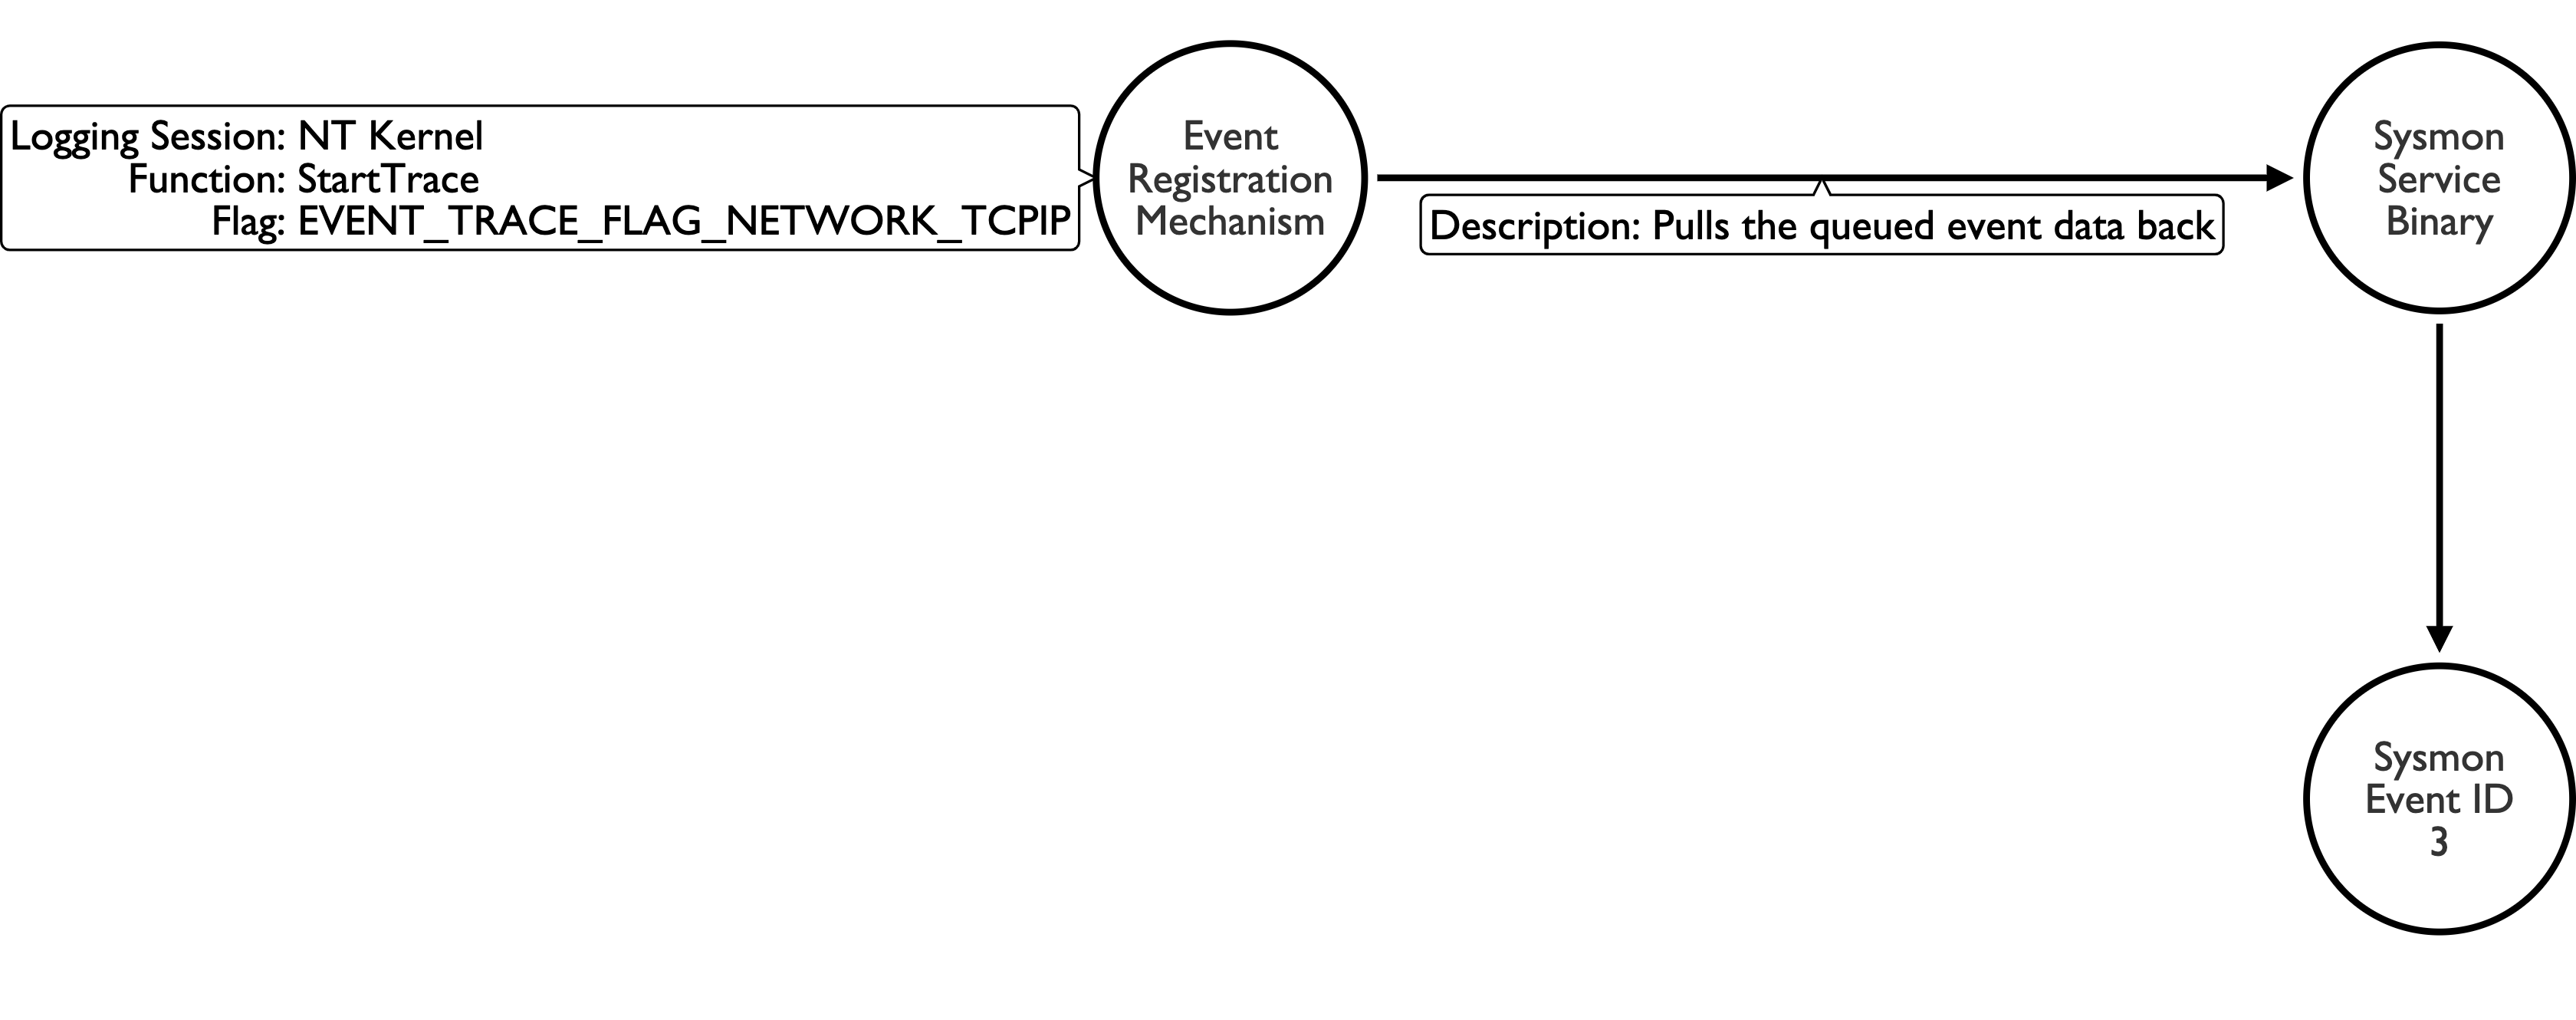 Logging Session: NT Kernel
Function: StartTrace
Flag: EVENT_TRACE_FLAG_NETWORK_TCPIP
Event
Registration
Mechanism
Description: Pulls the queued event data back
Sysmon
Service
Binary
Sysmon
Event ID
3